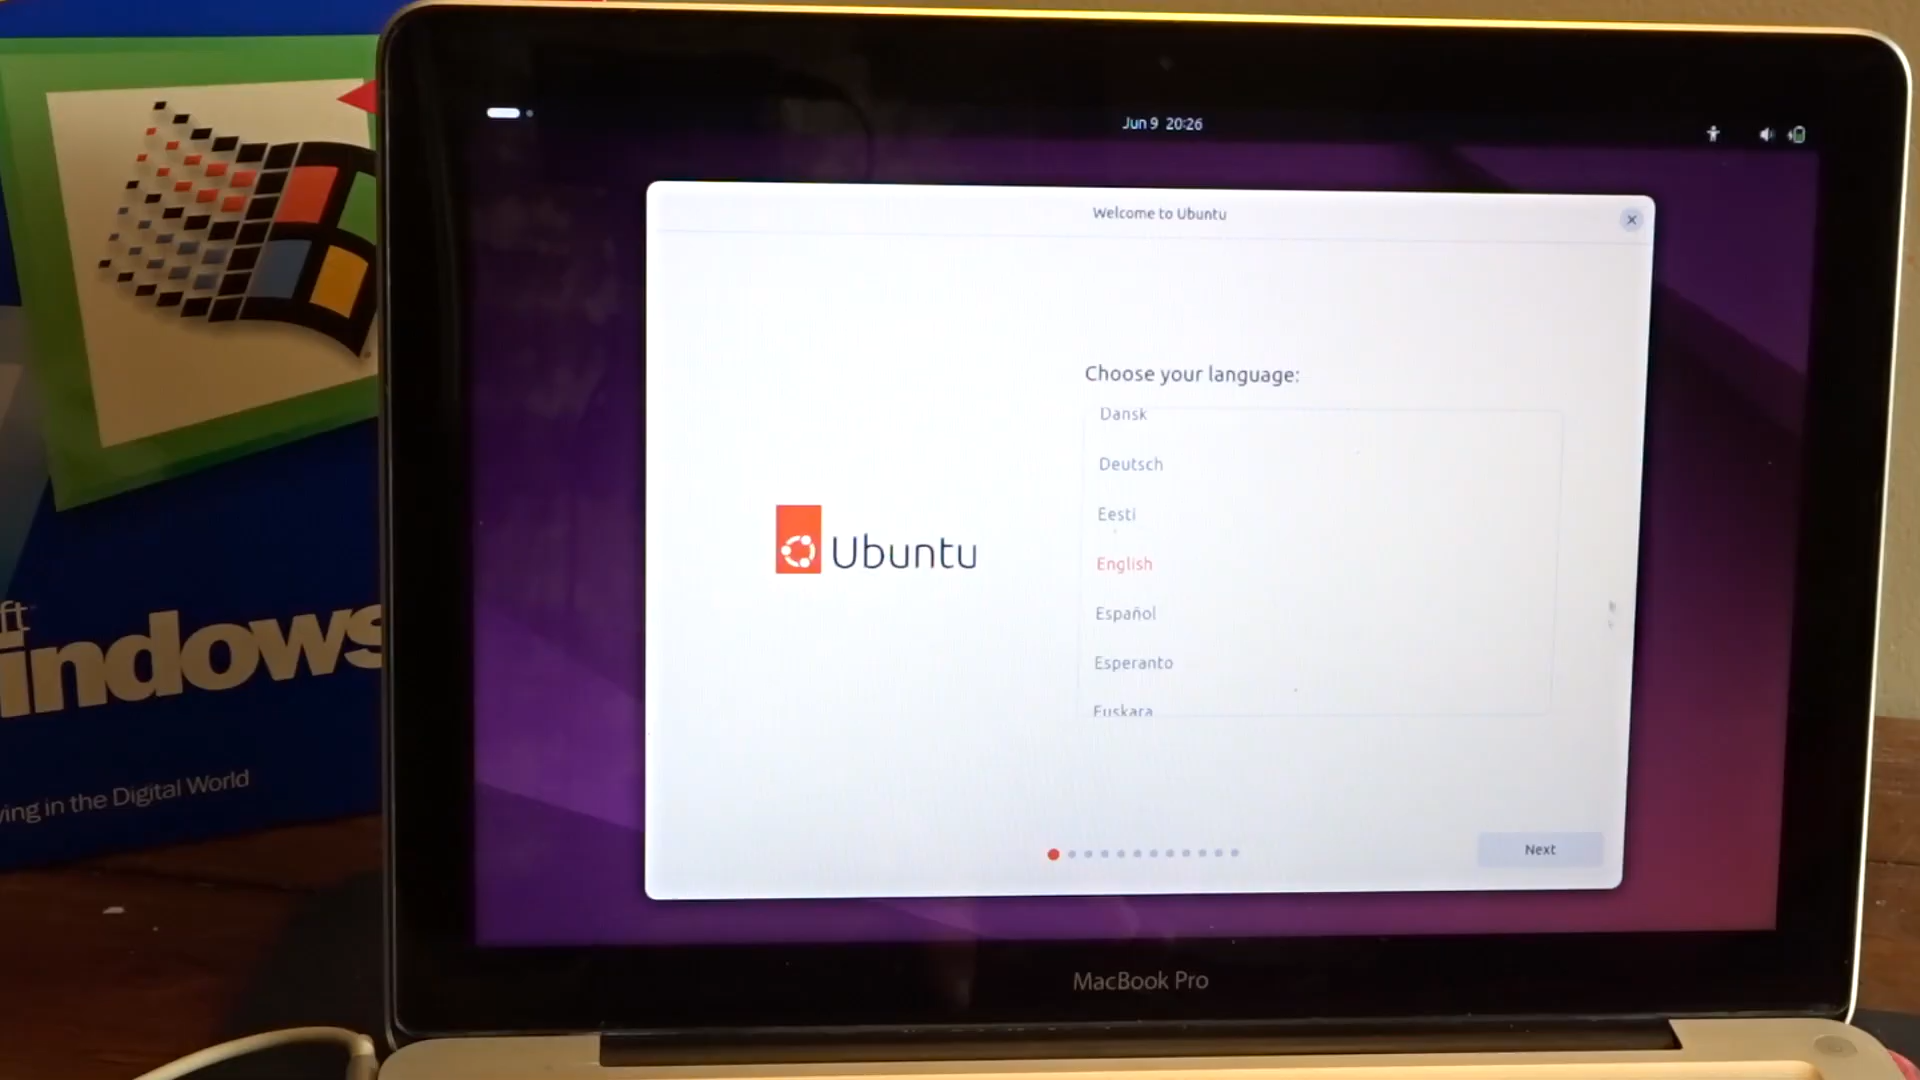 Jun 9 20:26
Welcome to Ubuntu
Choose your language:
Dansk
Deutsch
Eesti
English
Español
Esperanto
Euskara
Ubuntu
Next
MacBook Pro
ft
indows
ing in the Digital World